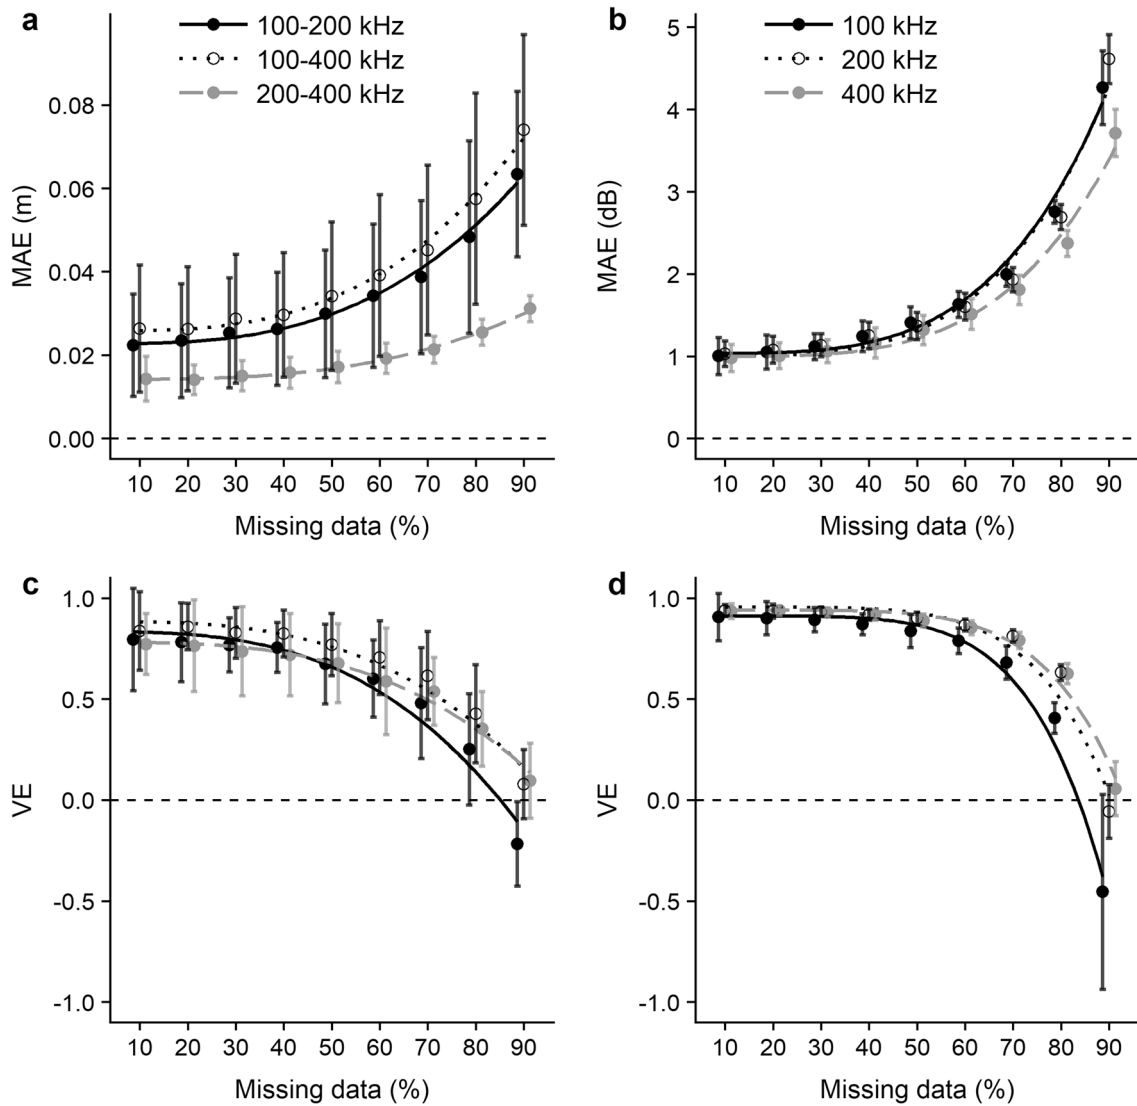 a
100-200 kHz
100-400 kHz
200-400 kHz
MAE (m)
0.08
0.06
0.04
0.02
0.00
10 20 30 40 50 60 70 80 90
Missing data (%)
b
100 kHz
200 kHz
400 kHz
MAE (dB)
5
4
3
2
1
0
10 20 30 40 50 60 70 80 90
Missing data (%)
c
VE
1.0
0.5
0.0
-0.5
-1.0
10 20 30 40 50 60 70 80 90
Missing data (%)
d
VE
1.0
0.5
0.0
-0.5
-1.0
10 20 30 40 50 60 70 80 90
Missing data (%)